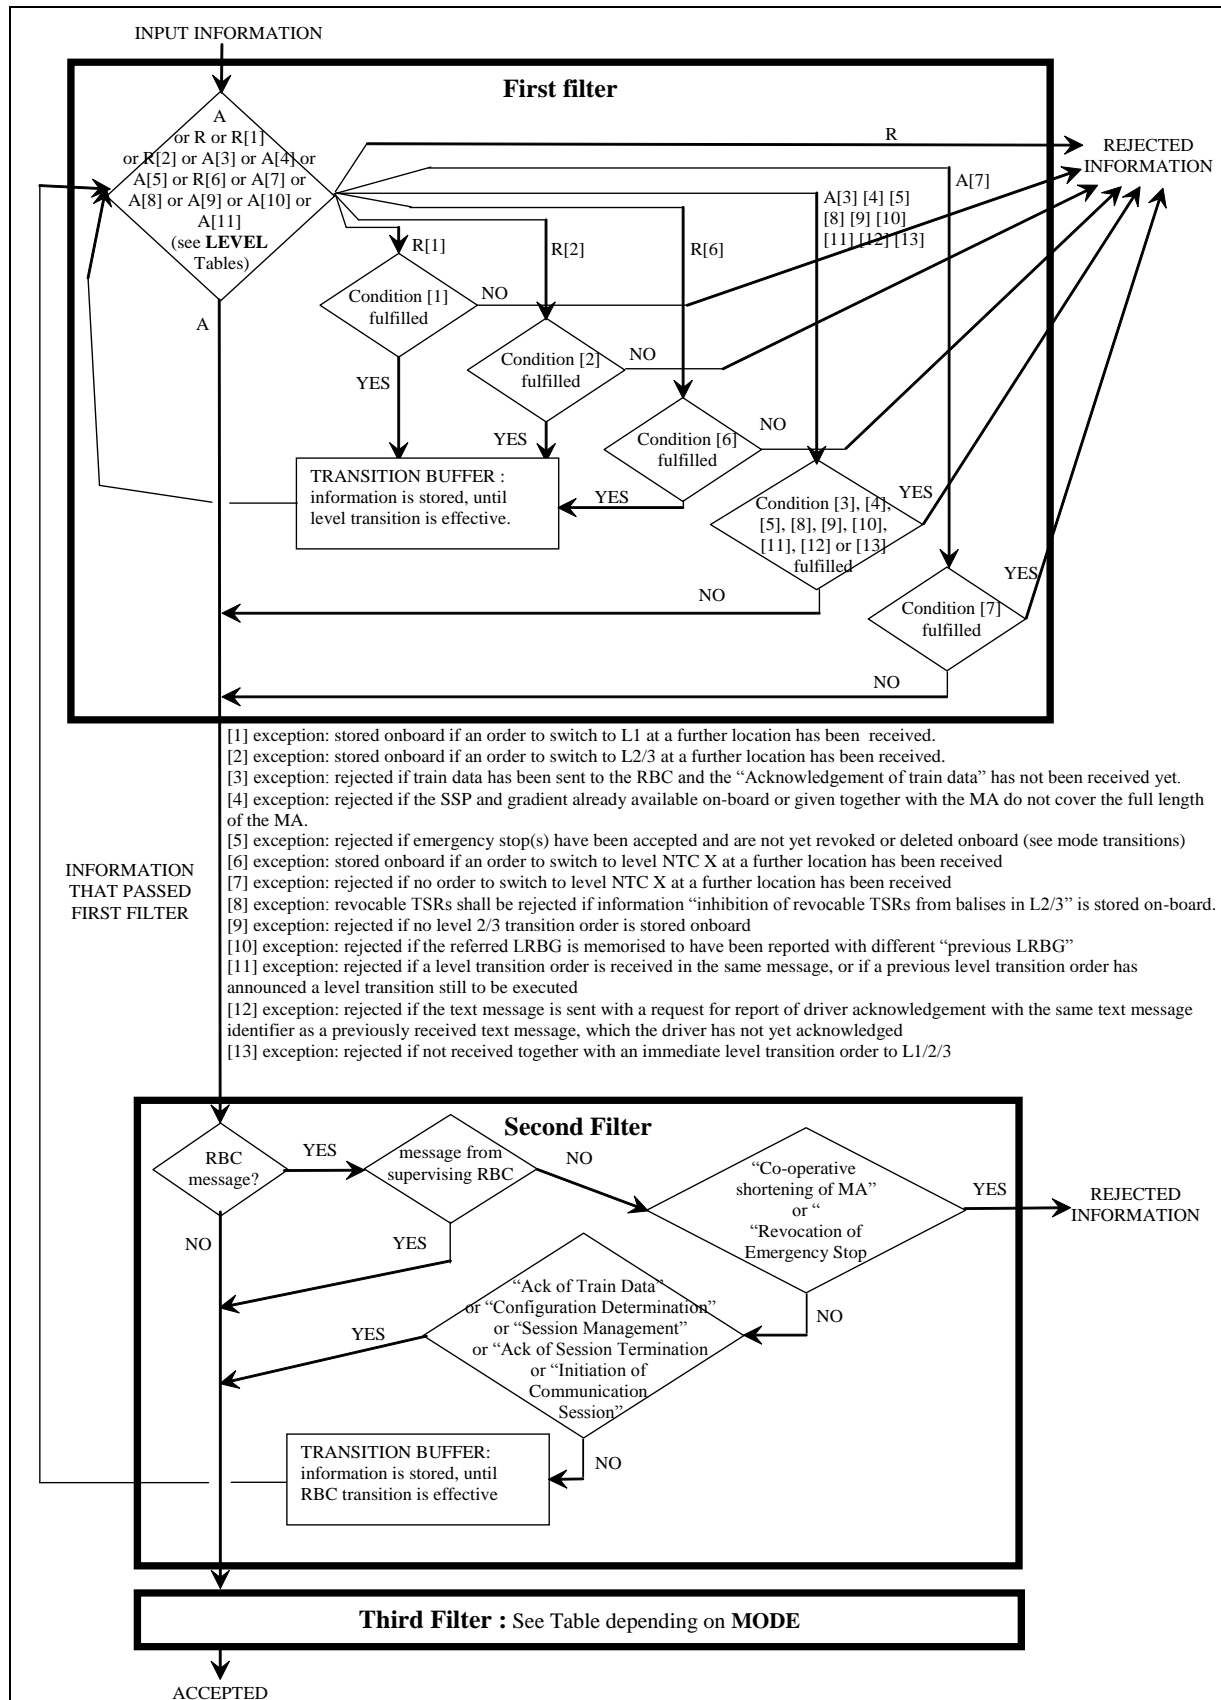 INPUT INFORMATION
First filter
A
or R or R[1]
or R[2] or A[3] or A[4] or
A[5] or R[6] or A[7] or
A[8] or A[9] or A[10] or
A[11]
(see LEVEL
Tables)
R
REJECTED
INFORMATION
A[7]
A[3] [4] [5]
[8] [9] [10]
[11] [12] [13]
R[1]
R[2]
R[6]
Condition [1]
fulfilled
NO
A
Condition [2]
fulfilled
NO
YES
Condition [6]
fulfilled
NO
YES
TRANSITION BUFFER :
information is stored, until
level transition is effective.
YES
Condition [3], [4],
[5], [8], [9], [10],
[11], [12] or [13]
fulfilled
YES
NO
Condition [7]
fulfilled
YES
NO
[1] exception: stored onboard if an order to switch to L1 at a further location has been received.
[2] exception: stored onboard if an order to switch to L2/3 at a further location has been received.
[3] exception: rejected if train data has been sent to the RBC and the “Acknowledgement of train data” has not been received yet.
[4] exception: rejected if the SSP and gradient already available on-board or given together with the MA do not cover the full length
of the MA.
[5] exception: rejected if emergency stop(s) have been accepted and are not yet revoked or deleted onboard (see mode transitions)
[6] exception: stored onboard if an order to switch to level NTC X at a further location has been received
[7] exception: rejected if no order to switch to level NTC X at a further location has been received
[8] exception: revocable TSRs shall be rejected if information “inhibition of revocable TSRs from balises in L2/3” is stored on-board.
[9] exception: rejected if no level 2/3 transition order is stored onboard
[10] exception: rejected if the referred LRBG is memorised to have been reported with different “previous LRBG”
[11] exception: rejected if a level transition order is received in the same message, or if a previous level transition order has
announced a level transition still to be executed
[12] exception: rejected if the text message is sent with a request for report of driver acknowledgement with the same text message
identifier as a previously received text message, which the driver has not yet acknowledged
[13] exception: rejected if not received together with an immediate level transition order to L1/2/3
INFORMATION
THAT PASSED
FIRST FILTER
Second Filter
RBC
message?
YES
message from
supervising RBC
NO
“Co-operative
shortening of MA”
or “
“Revocation of
Emergency Stop
YES
REJECTED
INFORMATION
NO
YES
NO
“Ack of Train Data”
or “Configuration Determination”
or “Session Management”
or “Ack of Session Termination
or “Initiation of
Communication
Session”
YES
NO
TRANSITION BUFFER:
information is stored, until
RBC transition is effective
Third Filter : See Table depending on MODE
ACCEPTED